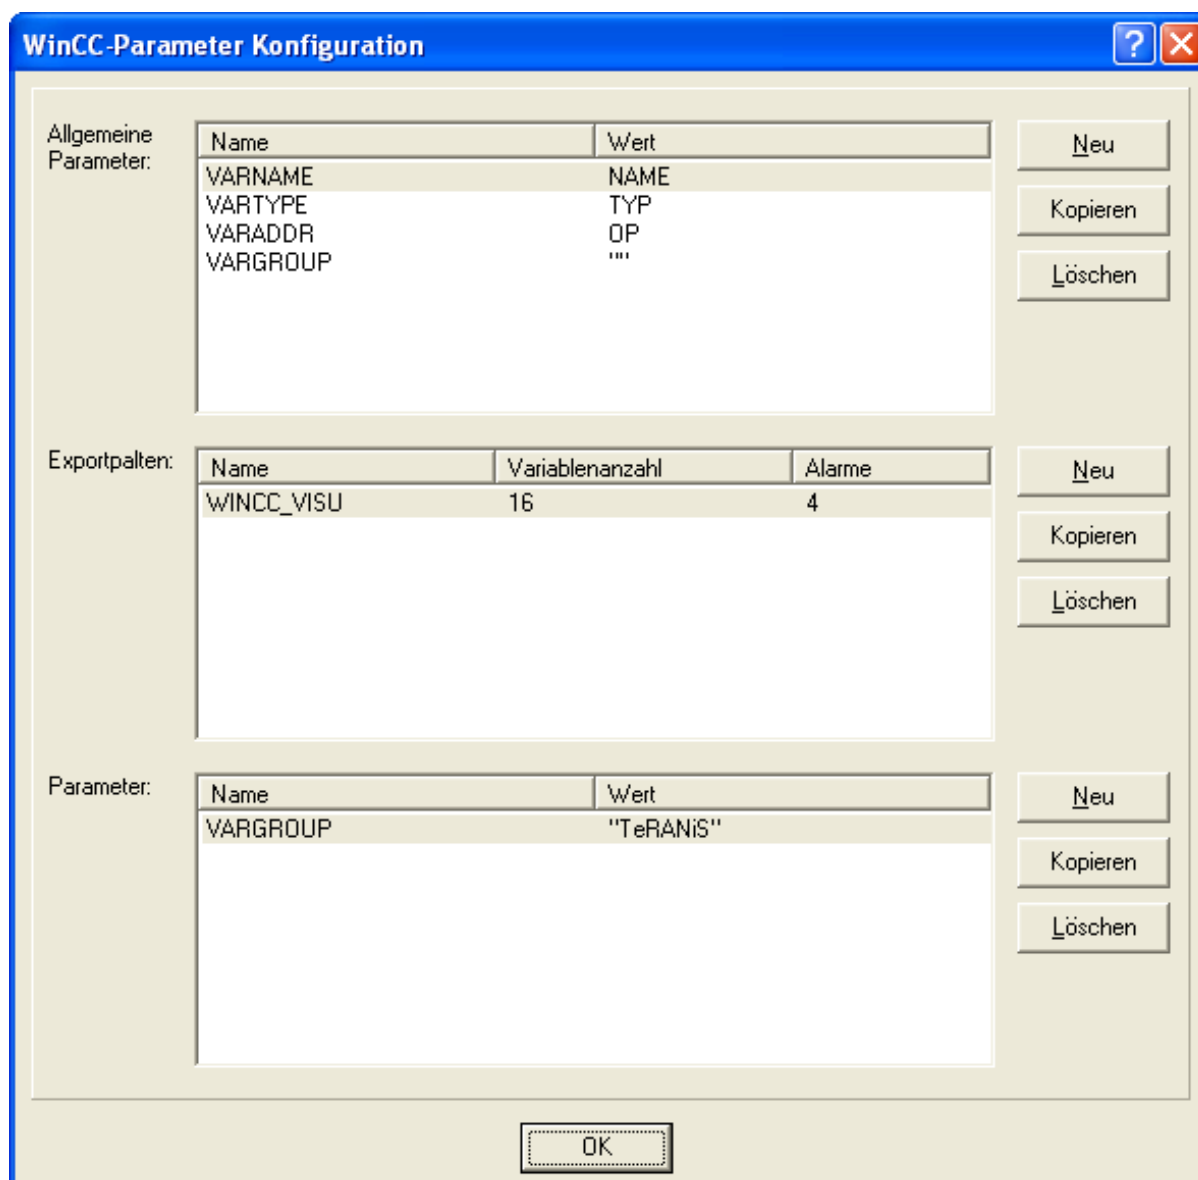 WinCC-Parameter Konfiguration
Allgemeine
Parameter:
Name Wert
VARNAME NAME
VARTYPE TYP
VARADDR OP
VARGROUP ""
Neu
Kopieren
Löschen
Exportpalten:
Name Variablenanzahl Alarme
WINCC_VISU 16 4
Neu
Kopieren
Löschen
Parameter:
Name Wert
VARGROUP "TeRANiS"
Neu
Kopieren
Löschen
OK